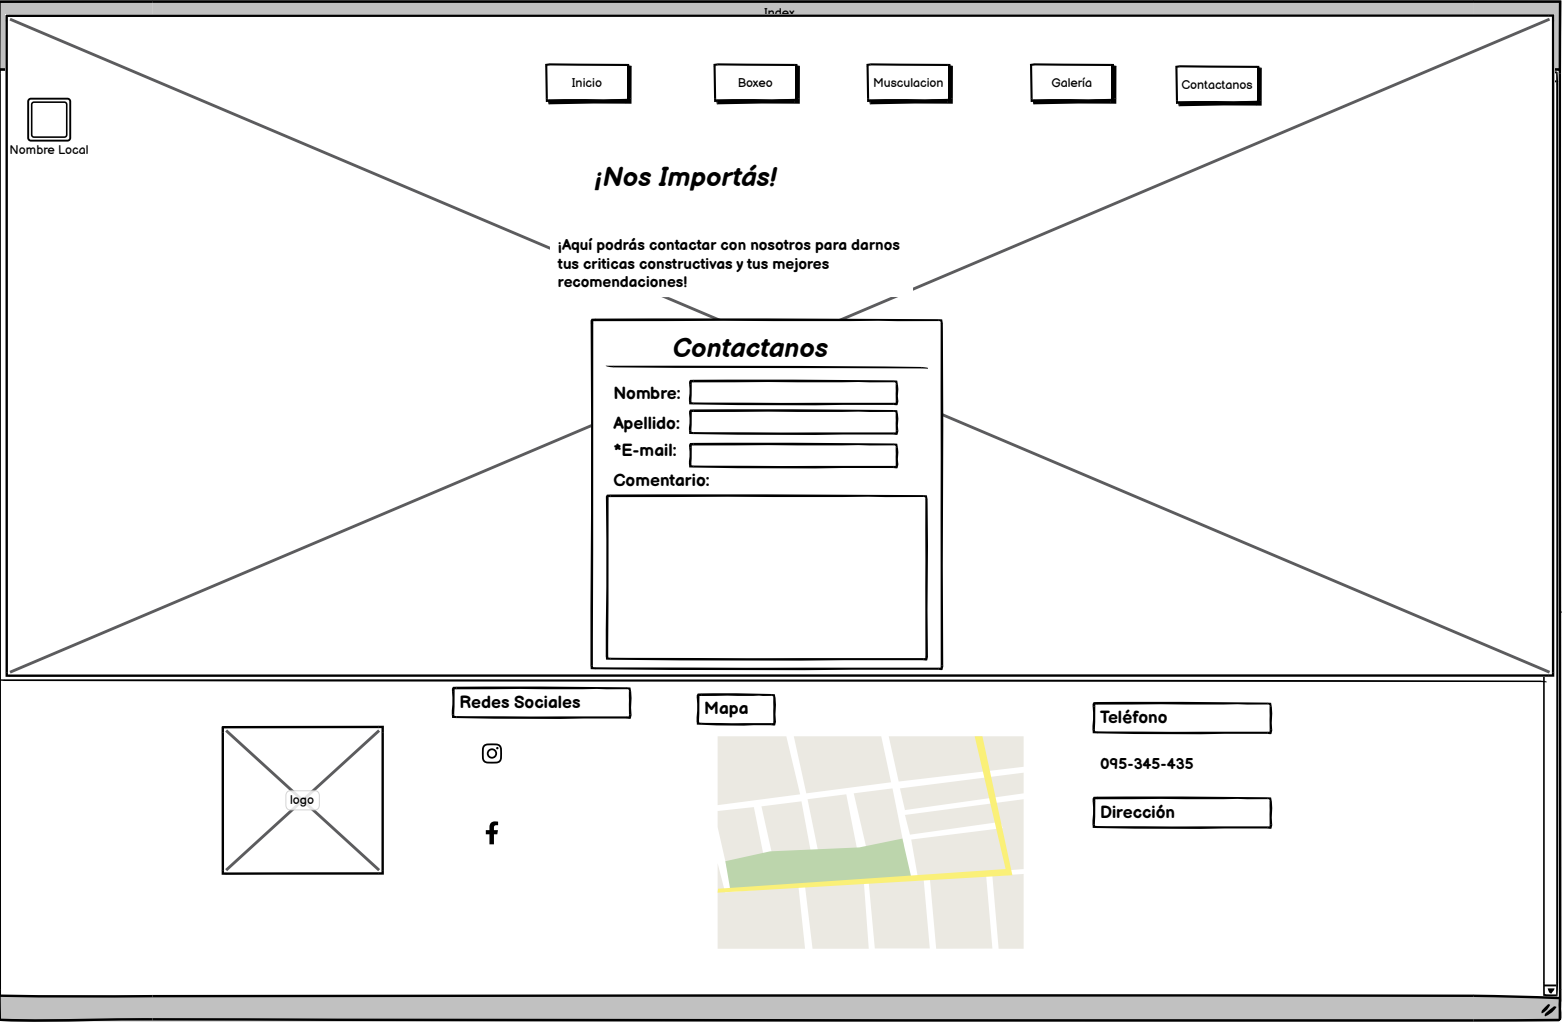 Index
Inicio
Boxeo
Musculacion
Galería
Contactanos
Nombre Local
¡Nos Importás!
¡Aquí podrás contactar con nosotros para darnos
tus criticas constructivas y tus mejores
recomendaciones!
Contactanos
Nombre:
Apellido:
*E-mail:
Comentario:
Redes Sociales
Mapa
Teléfono
logo
095-345-435
Dirección